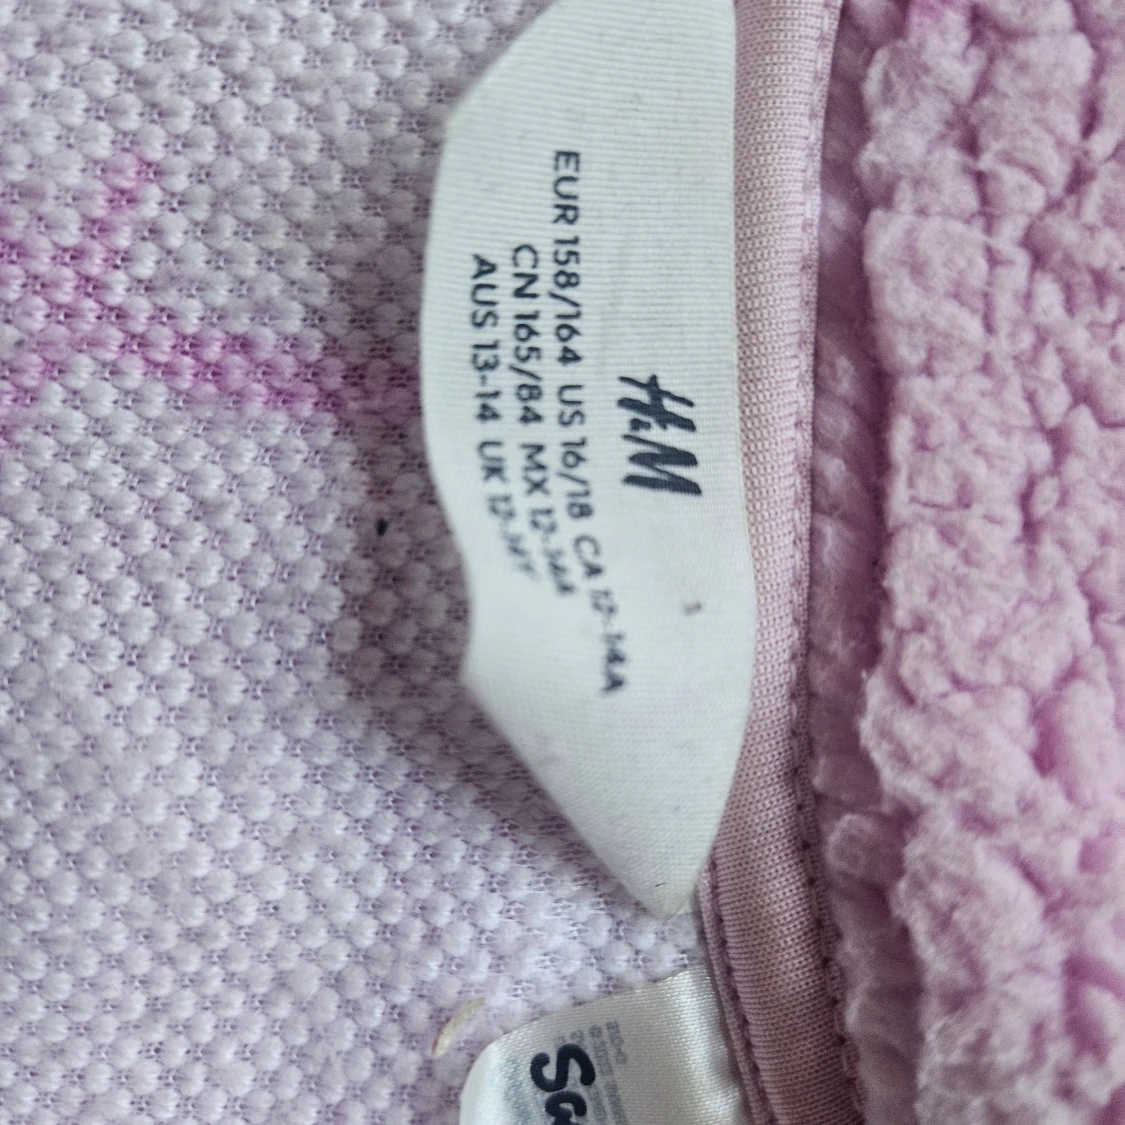 H&M
EUR 158/164 US 16/18 CA 12-14A
CN 165/84 MX 12-14A
AUS 13-14 UK 12-14Y